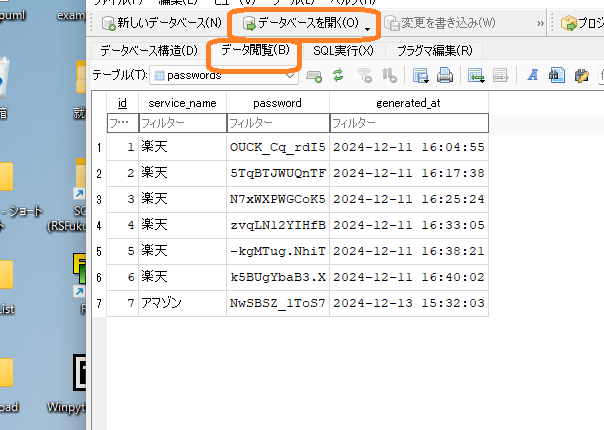 新しいデータベース(N)
データベースを開く(O)
変更を書き込み(W)
»
プロジ
データベース構造(D)
データ閲覧(B)
SQL実行(X)
プラグマ編集(R)
テーブル(T):
passwords
id service_name password generated_at
フ… フィルター フィルター フィルター
1 1 楽天 OUCK_Cq_rdI5 2024-12-11 16:04:55
2 2 楽天 5TqBTJWUQnTF 2024-12-11 16:17:38
3 3 楽天 N7xWXPWGCoK5 2024-12-11 16:25:24
4 4 楽天 zvqLN12YIHfB 2024-12-11 16:33:05
5 5 楽天 -kgMTug.NhiT 2024-12-11 16:38:21
6 6 楽天 k5BUgYbaB3.X 2024-12-11 16:40:02
7 7 アマゾン NwSBSZ_1ToS7 2024-12-13 15:32:03
ouml
exam
箱
就
- ショート
ト
SC
(RSFuku
List
F
oad
Winpyt